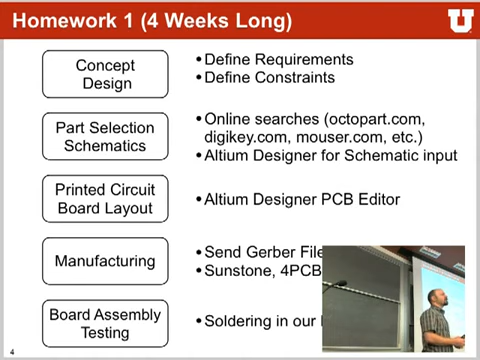 Homework 1 (4 Weeks Long)
U
Concept
Design
• Define Requirements
• Define Constraints
Part Selection
Schematics
• Online searches (octopart.com,
digikey.com, mouser.com, etc.)
• Altium Designer for Schematic input
Printed Circuit
Board Layout
• Altium Designer PCB Editor
Manufacturing
• Send Gerber File
• Sunstone, 4PCB
Board Assembly
Testing
• Soldering in our
4